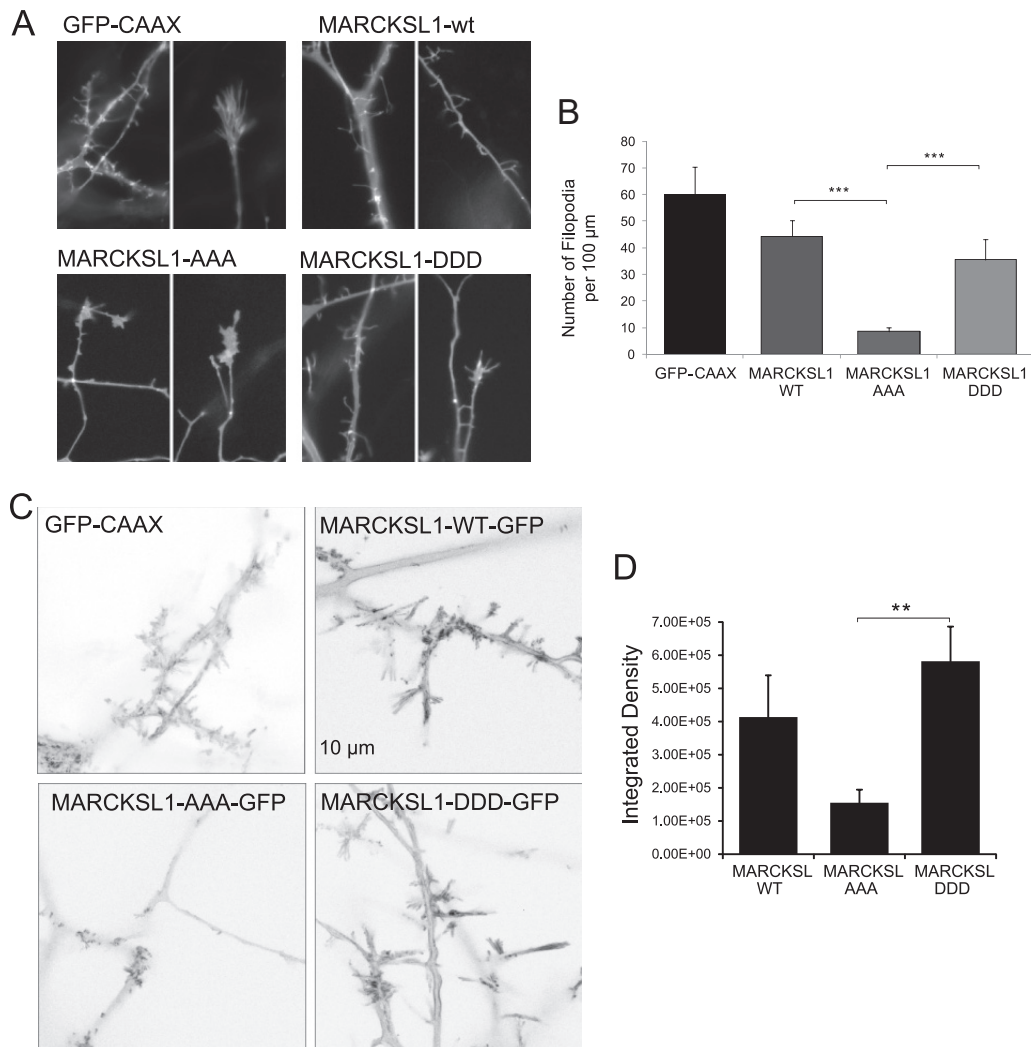 A
GFP-CAAX
MARCKSL1-wt
MARCKSL1-AAA
MARCKSL1-DDD
B
Number of Filopodia
per 100 µm
80
70
60
50
40
30
20
10
0
***
***
GFP-CAAX
MARCKSL1
WT
MARCKSL1
AAA
MARCKSL1
DDD
C
GFP-CAAX
MARCKSL1-WT-GFP
10 µm
MARCKSL1-AAA-GFP
MARCKSL1-DDD-GFP
D
Integrated Density
7.00E+05
6.00E+05
5.00E+05
4.00E+05
3.00E+05
2.00E+05
1.00E+05
0.00E+00
**
MARCKSL
WT
MARCKSL
AAA
MARCKSL
DDD